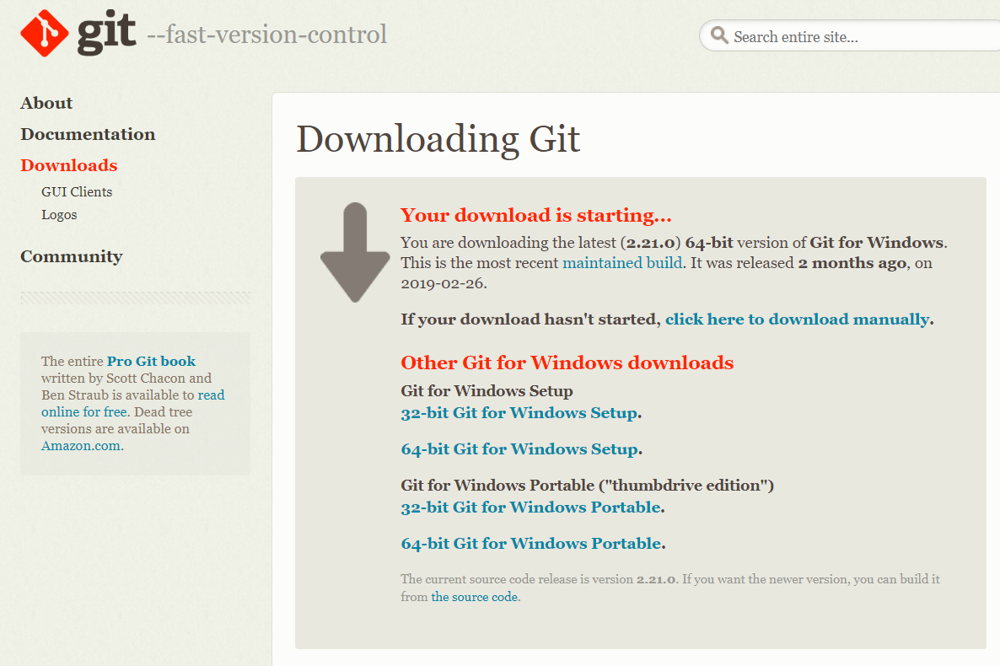 git --fast-version-control
Search entire site...
About
Documentation
Downloads
GUI Clients
Logos
Community
The entire Pro Git book
written by Scott Chacon and
Ben Straub is available to read
online for free. Dead tree
versions are available on
Amazon.com.
Downloading Git
Your download is starting...
You are downloading the latest (2.21.0) 64-bit version of Git for Windows.
This is the most recent maintained build. It was released 2 months ago, on
2019-02-26.
If your download hasn't started, click here to download manually.
Other Git for Windows downloads
Git for Windows Setup
32-bit Git for Windows Setup.
64-bit Git for Windows Setup.
Git for Windows Portable ("thumbdrive edition")
32-bit Git for Windows Portable.
64-bit Git for Windows Portable.
The current source code release is version 2.21.0. If you want the newer version, you can build it
from the source code.